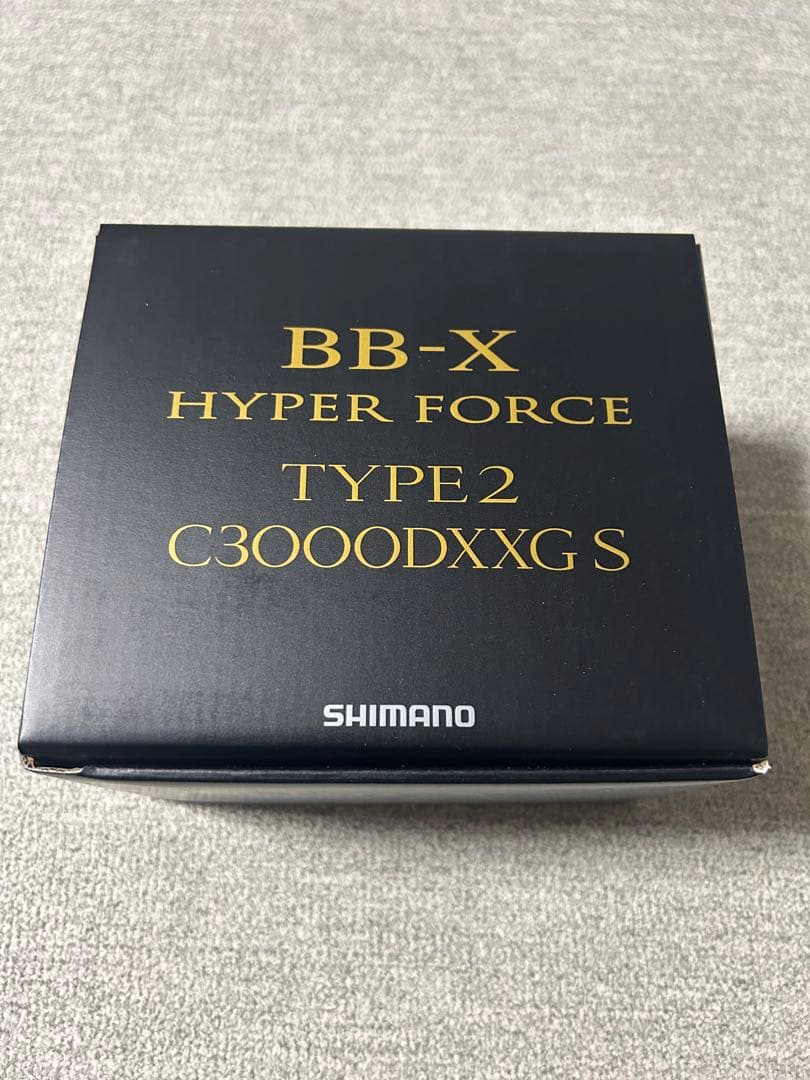 BB-X
HYPER FORCE
TYPE 2
C3000DXXG S
SHIMANO